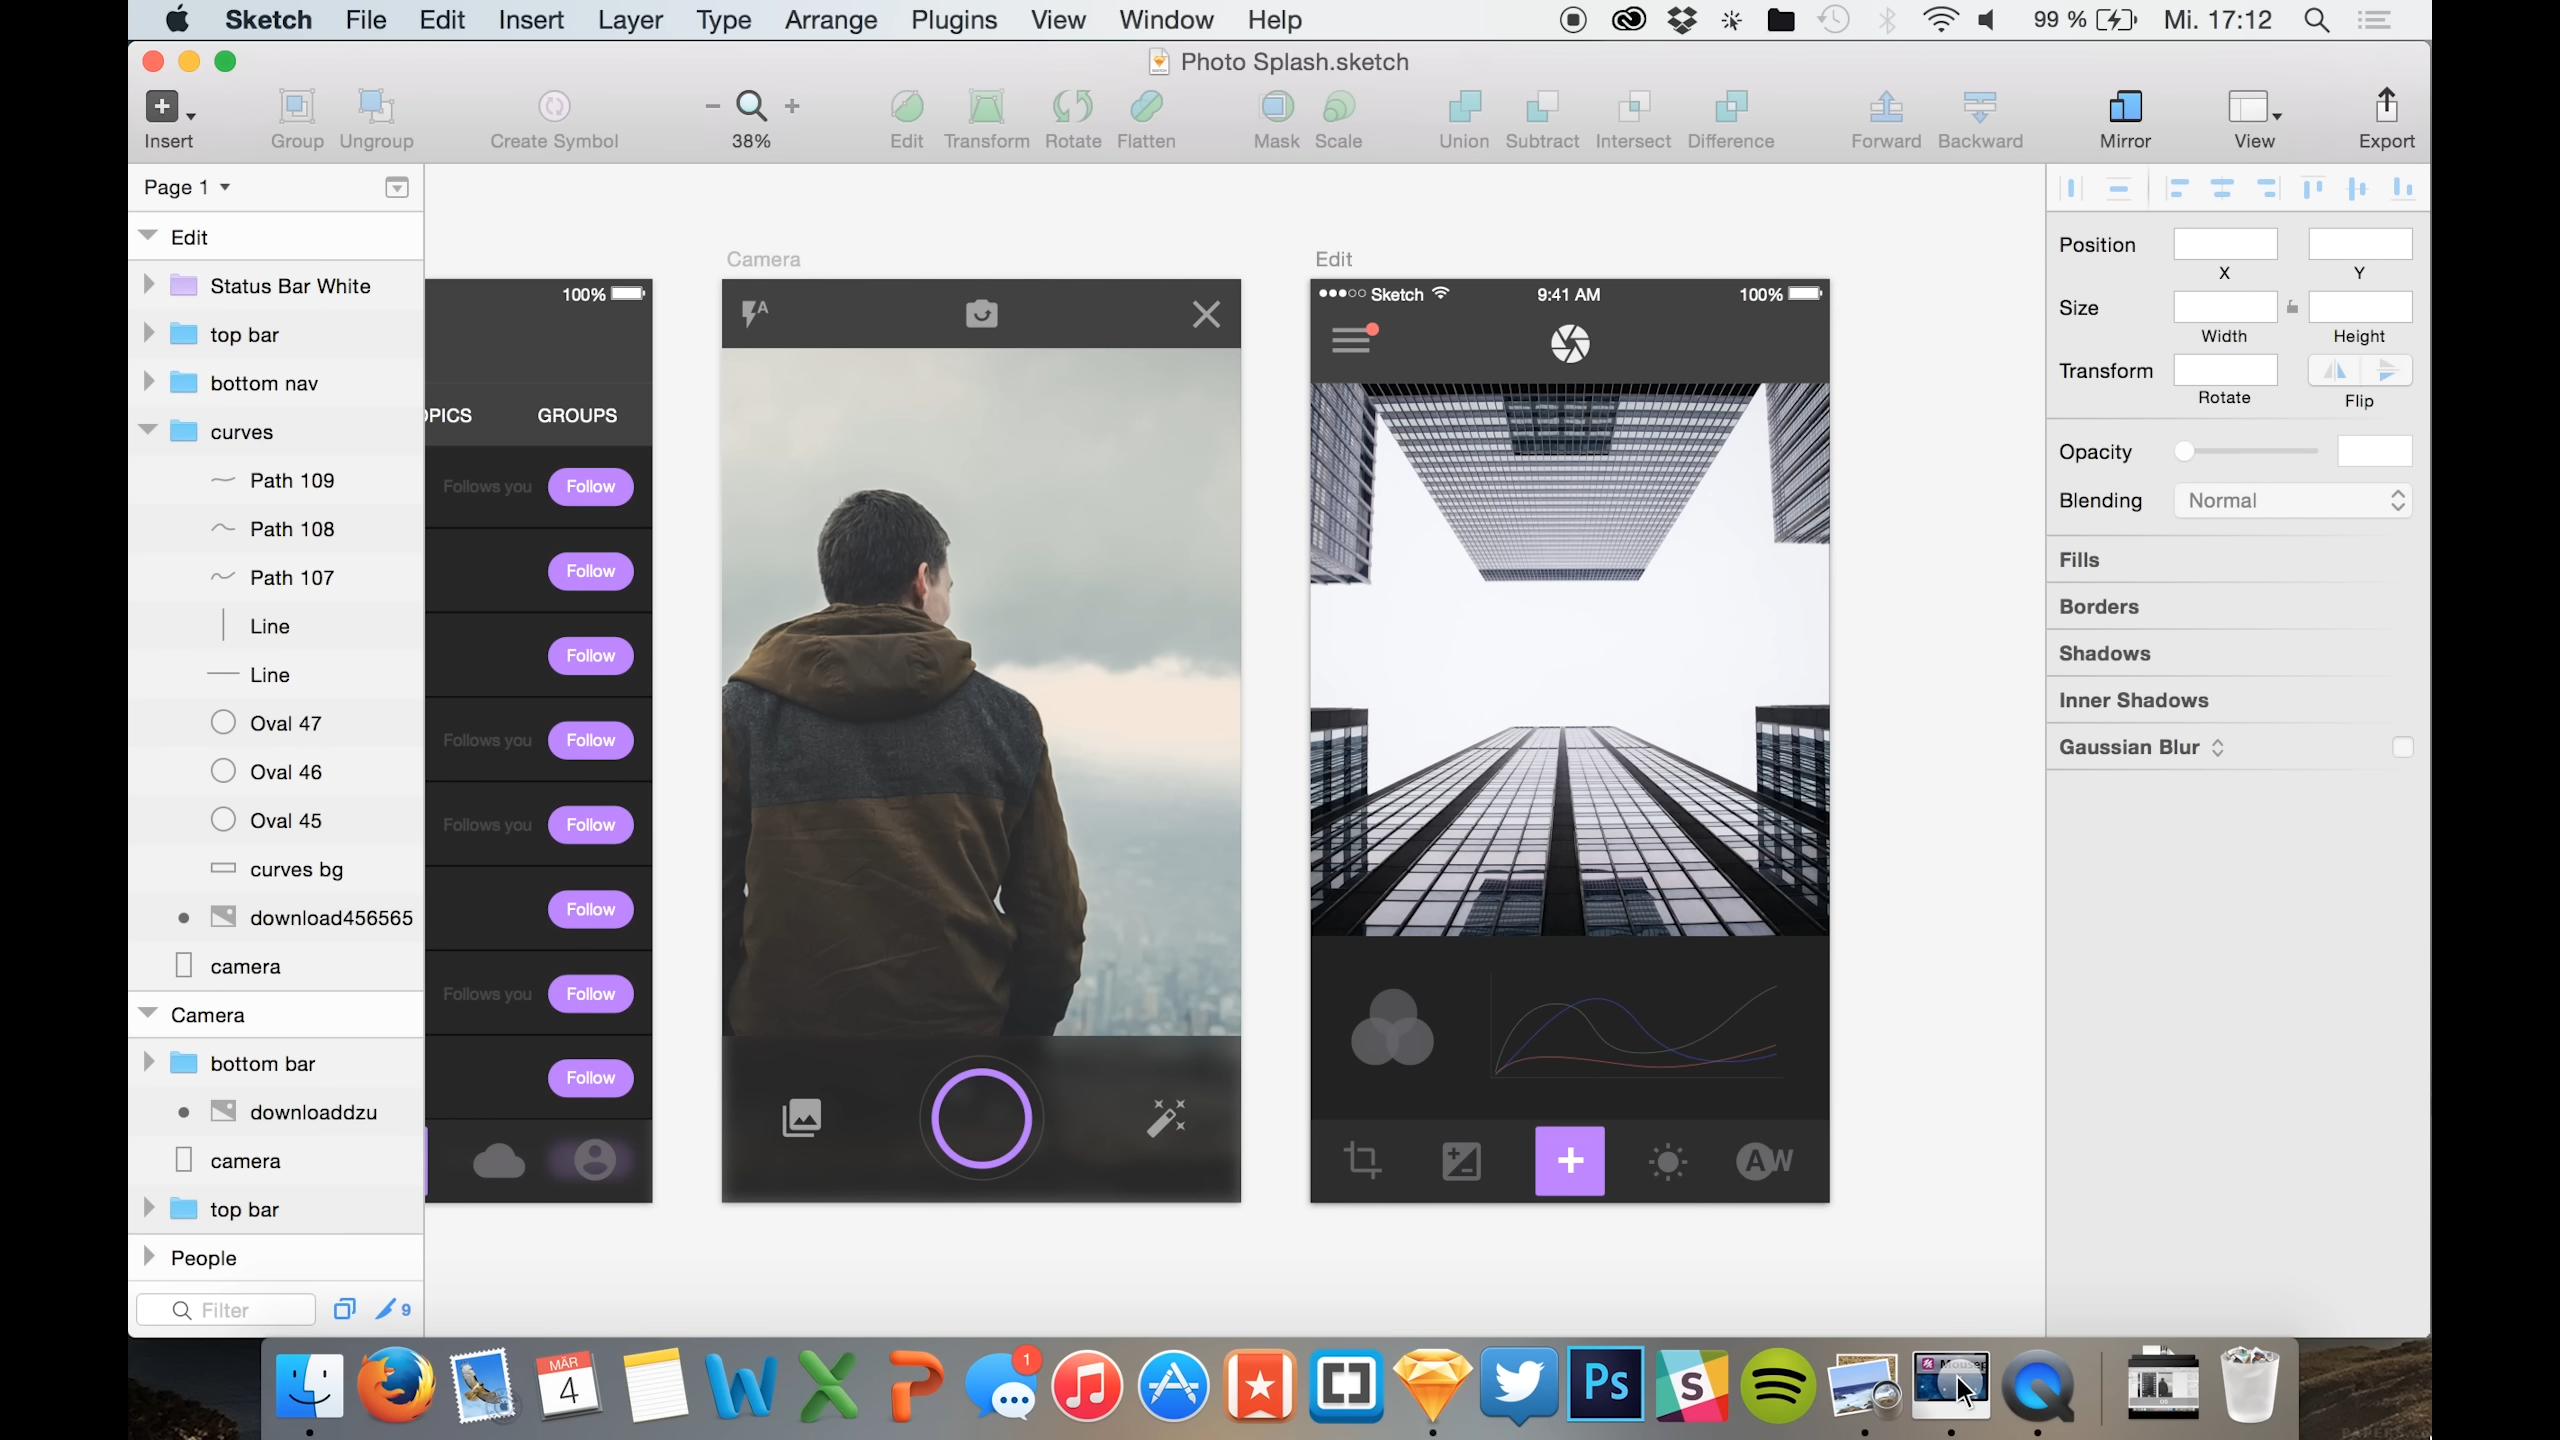 Sketch File Edit Insert Layer Type Arrange Plugins View Window Help 99 % Mi. 17:12
Photo Splash.sketch
Insert Group Ungroup Create Symbol 38% Edit Transform Rotate Flatten Mask Scale Union Subtract Intersect Difference Forward Backward Mirror View Export
Page 1
Edit
Status Bar White
top bar
bottom nav
curves
Path 109
Path 108
Path 107
Line
Line
Oval 47
Oval 46
Oval 45
curves bg
download456565
camera
Camera
bottom bar
downloaddzu
camera
top bar
People
Filter
9
100%
OPICS GROUPS
Follows you Follow
Follow
Follow
Follows you Follow
Follows you Follow
Follow
Follows you Follow
Follow
Camera
A
Edit
Sketch 9:41 AM 100%
AW
Position
X Y
Size
Width Height
Transform
Rotate Flip
Opacity
Blending Normal
Fills
Borders
Shadows
Inner Shadows
Gaussian Blur
MÄR
4
1
Ps
S